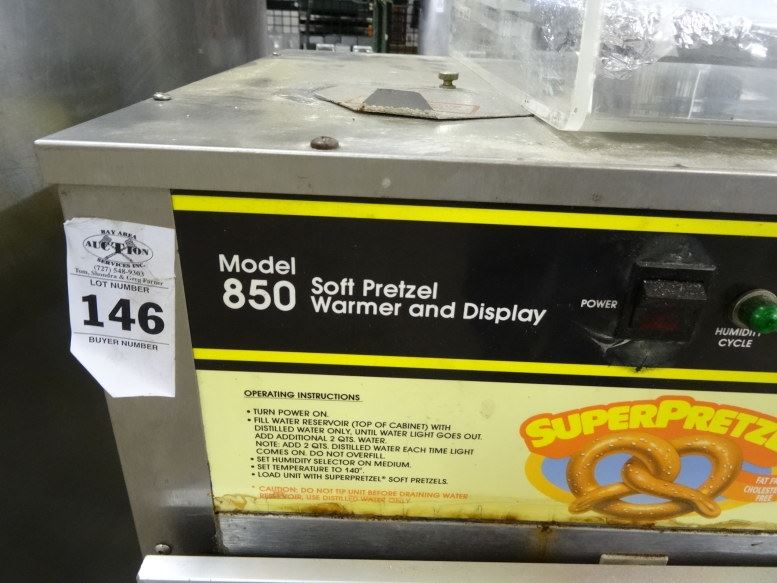 BAY AREA
AUCTION
SERVICES INC.
(727) 548-9303
Tom, Shondra & Greg Farner
LOT NUMBER
146
BUYER NUMBER
Model
850 Soft Pretzel
Warmer and Display
POWER
HUMIDITY
CYCLE
OPERATING INSTRUCTIONS
• TURN POWER ON.
• FILL WATER RESERVOIR (TOP OF CABINET) WITH
DISTILLED WATER ONLY, UNTIL WATER LIGHT GOES OUT.
ADD ADDITIONAL 2 QTS. WATER.
NOTE: ADD 2 QTS. DISTILLED WATER EACH TIME LIGHT
COMES ON. DO NOT OVERFILL.
• SET HUMIDITY SELECTOR ON MEDIUM.
• SET TEMPERATURE TO 140°.
• LOAD UNIT WITH SUPERPRETZEL® SOFT PRETZELS.
* CAUTION: DO NOT TIP UNIT BEFORE DRAINING WATER
RESERVOIR, USE DISTILLED WATER ONLY
SUPERPRETZ
FAT FR
CHOLESTE
FREE